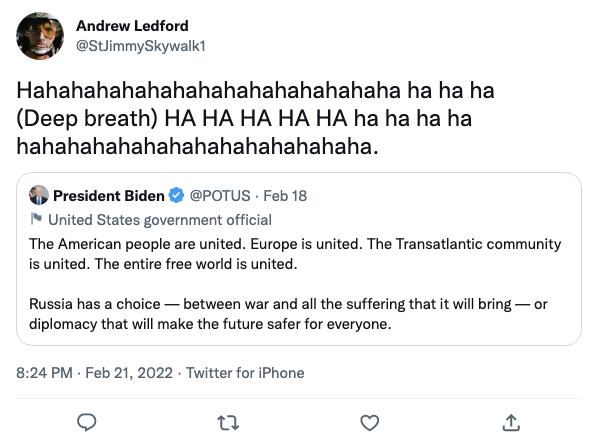 Andrew Ledford
@StJimmySkywalk1
Hahahahahahahahahahahahahahahaha ha ha ha
(Deep breath) HA HA HA HA HA ha ha ha ha
hahahahahahahahahahahahahahaha.
President Biden @POTUS · Feb 18
United States government official
The American people are united. Europe is united. The Transatlantic community
is united. The entire free world is united.
Russia has a choice — between war and all the suffering that it will bring — or
diplomacy that will make the future safer for everyone.
8:24 PM · Feb 21, 2022 · Twitter for iPhone